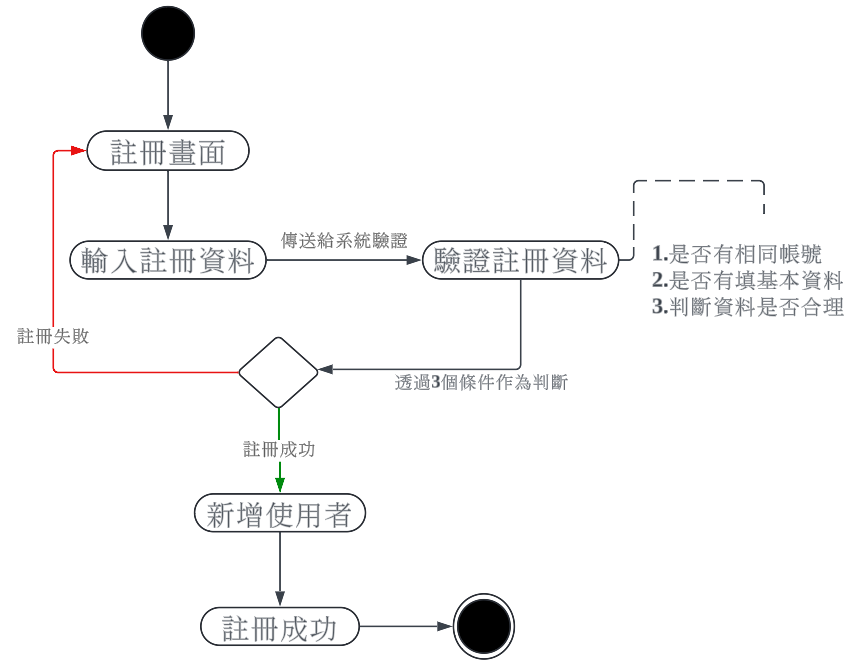 註冊畫面
輸入註冊資料
傳送給系統驗證
驗證註冊資料
1.是否有相同帳號
2.是否有填基本資料
3.判斷資料是否合理
註冊失敗
透過3個條件作為判斷
註冊成功
新增使用者
註冊成功